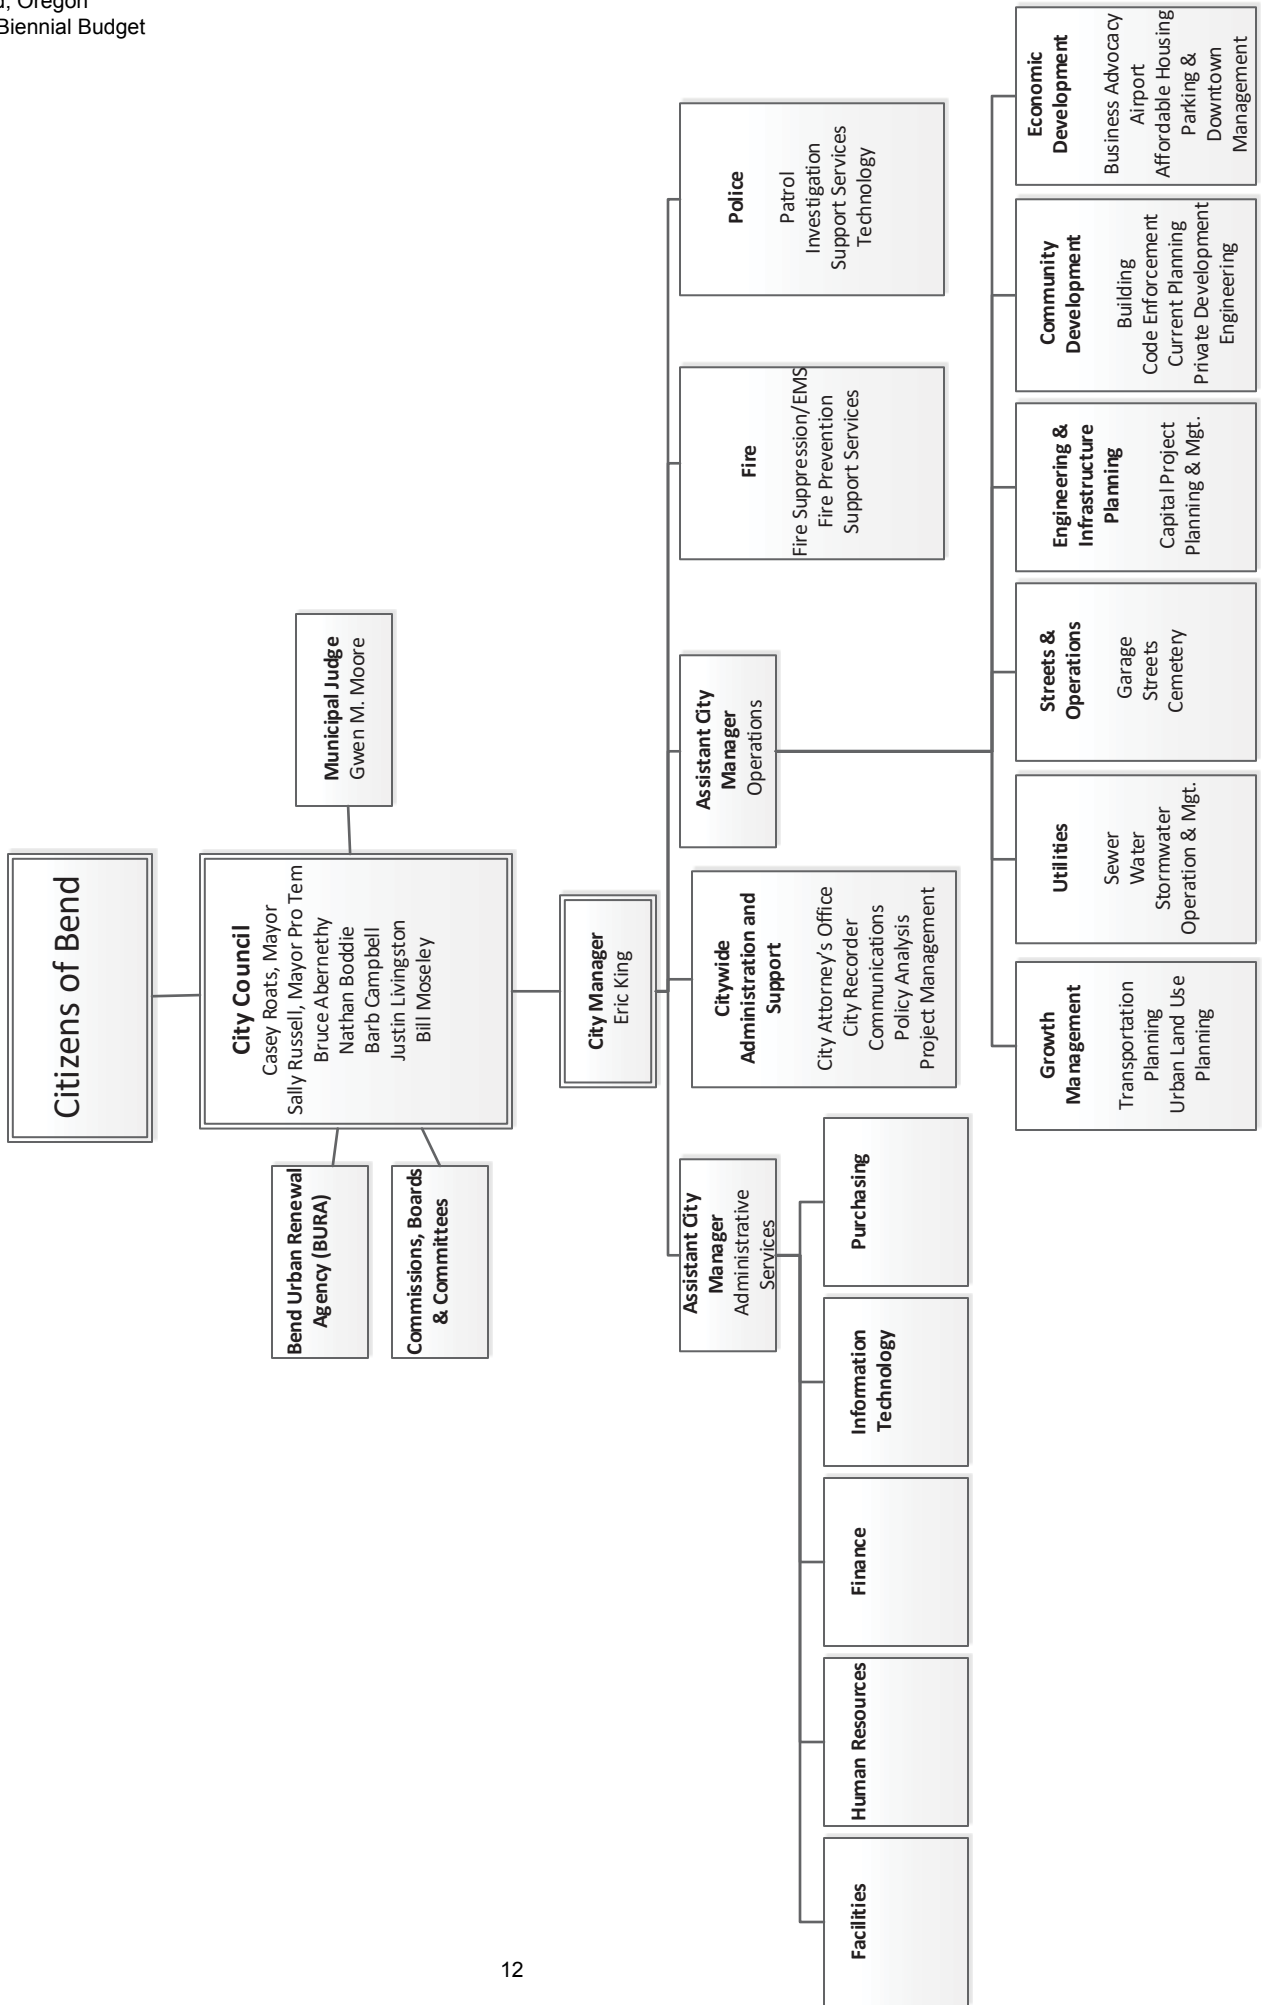 d, Oregon
Biennial Budget
Citizens of Bend
City Council
Casey Roats, Mayor
Sally Russell, Mayor Pro Tem
Bruce Abernethy
Nathan Boddie
Barb Campbell
Justin Livingston
Bill Moseley
Municipal Judge
Gwen M. Moore
Bend Urban Renewal
Agency (BURA)
Commissions, Boards
& Committees
City Manager
Eric King
Assistant City
Manager
Administrative
Services
Citywide
Administration and
Support
City Attorney's Office
City Recorder
Communications
Policy Analysis
Project Management
Assistant City
Manager
Operations
Fire
Fire Suppression/EMS
Fire Prevention
Support Services
Police
Patrol
Investigation
Support Services
Technology
Facilities
Human Resources
Finance
Information
Technology
Purchasing
Growth
Management
Transportation
Planning
Urban Land Use
Planning
Utilities
Sewer
Water
Stormwater
Operation & Mgt.
Streets &
Operations
Garage
Streets
Cemetery
Engineering &
Infrastructure
Planning
Capital Project
Planning & Mgt.
Community
Development
Building
Code Enforcement
Current Planning
Private Development
Engineering
Economic
Development
Business Advocacy
Airport
Affordable Housing
Parking &
Downtown
Management
12